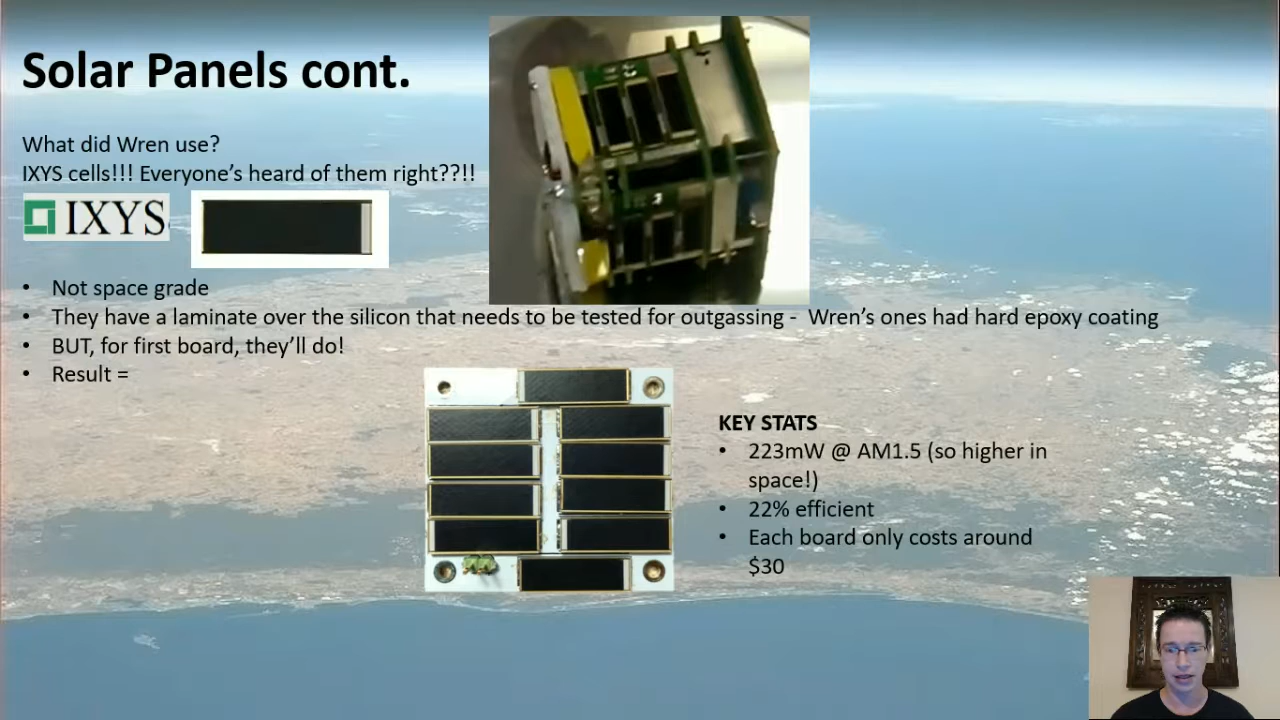 Solar Panels cont.
What did Wren use?
IXYS cells!!! Everyone's heard of them right??!!
IXYS
• Not space grade
• They have a laminate over the silicon that needs to be tested for outgassing - Wren's ones had hard epoxy coating
• BUT, for first board, they'll do!
• Result =
KEY STATS
• 223mW @ AM1.5 (so higher in
space!)
• 22% efficient
• Each board only costs around
$30